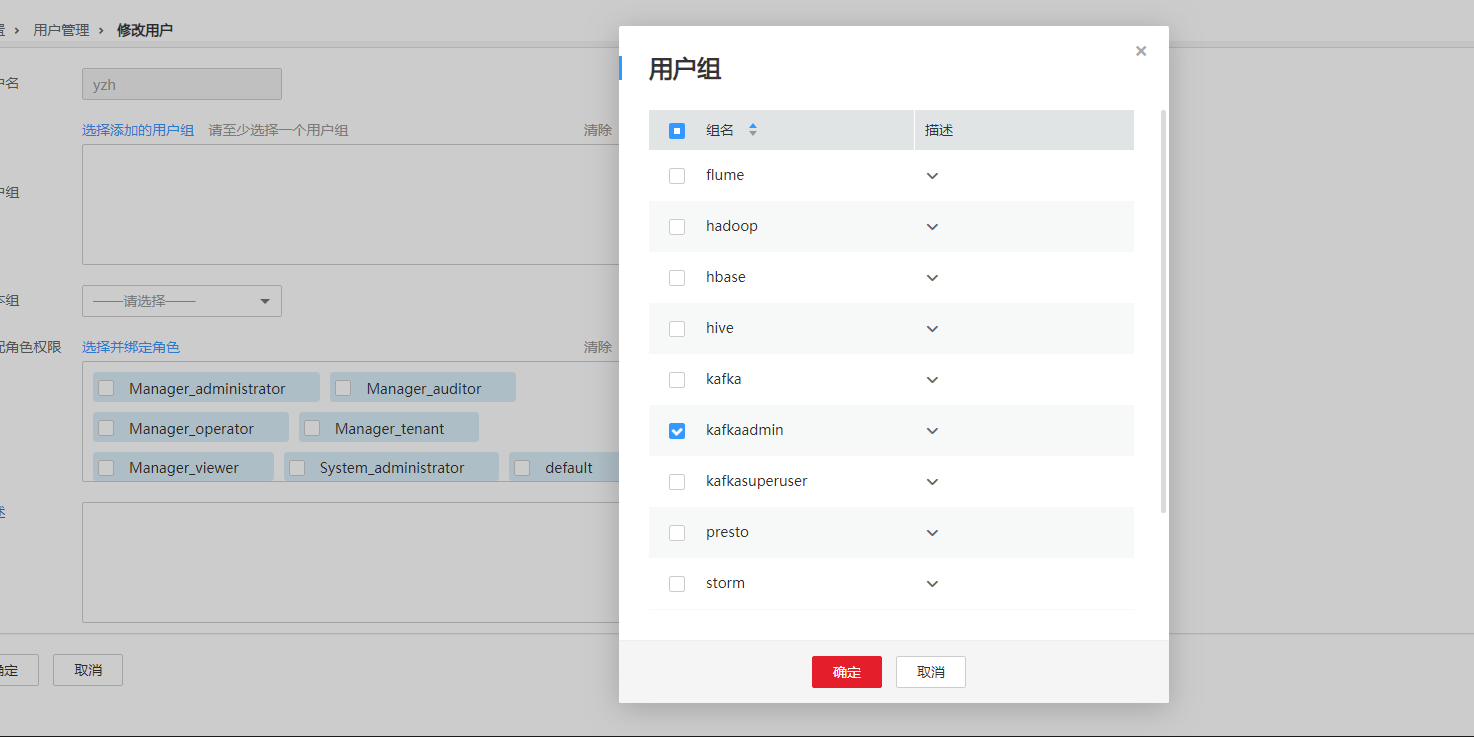 置 › 用户管理 › 修改用户
户名
yzh
选择添加的用户组 请至少选择一个用户组 清除
户组
本组
——请选择——
配角色权限
选择并绑定角色 清除
Manager_administrator Manager_auditor
Manager_operator Manager_tenant
Manager_viewer System_administrator default
述
确定 取消
用户组
组名 描述
flume
hadoop
hbase
hive
kafka
kafkaadmin
kafkasuperuser
presto
storm
确定 取消